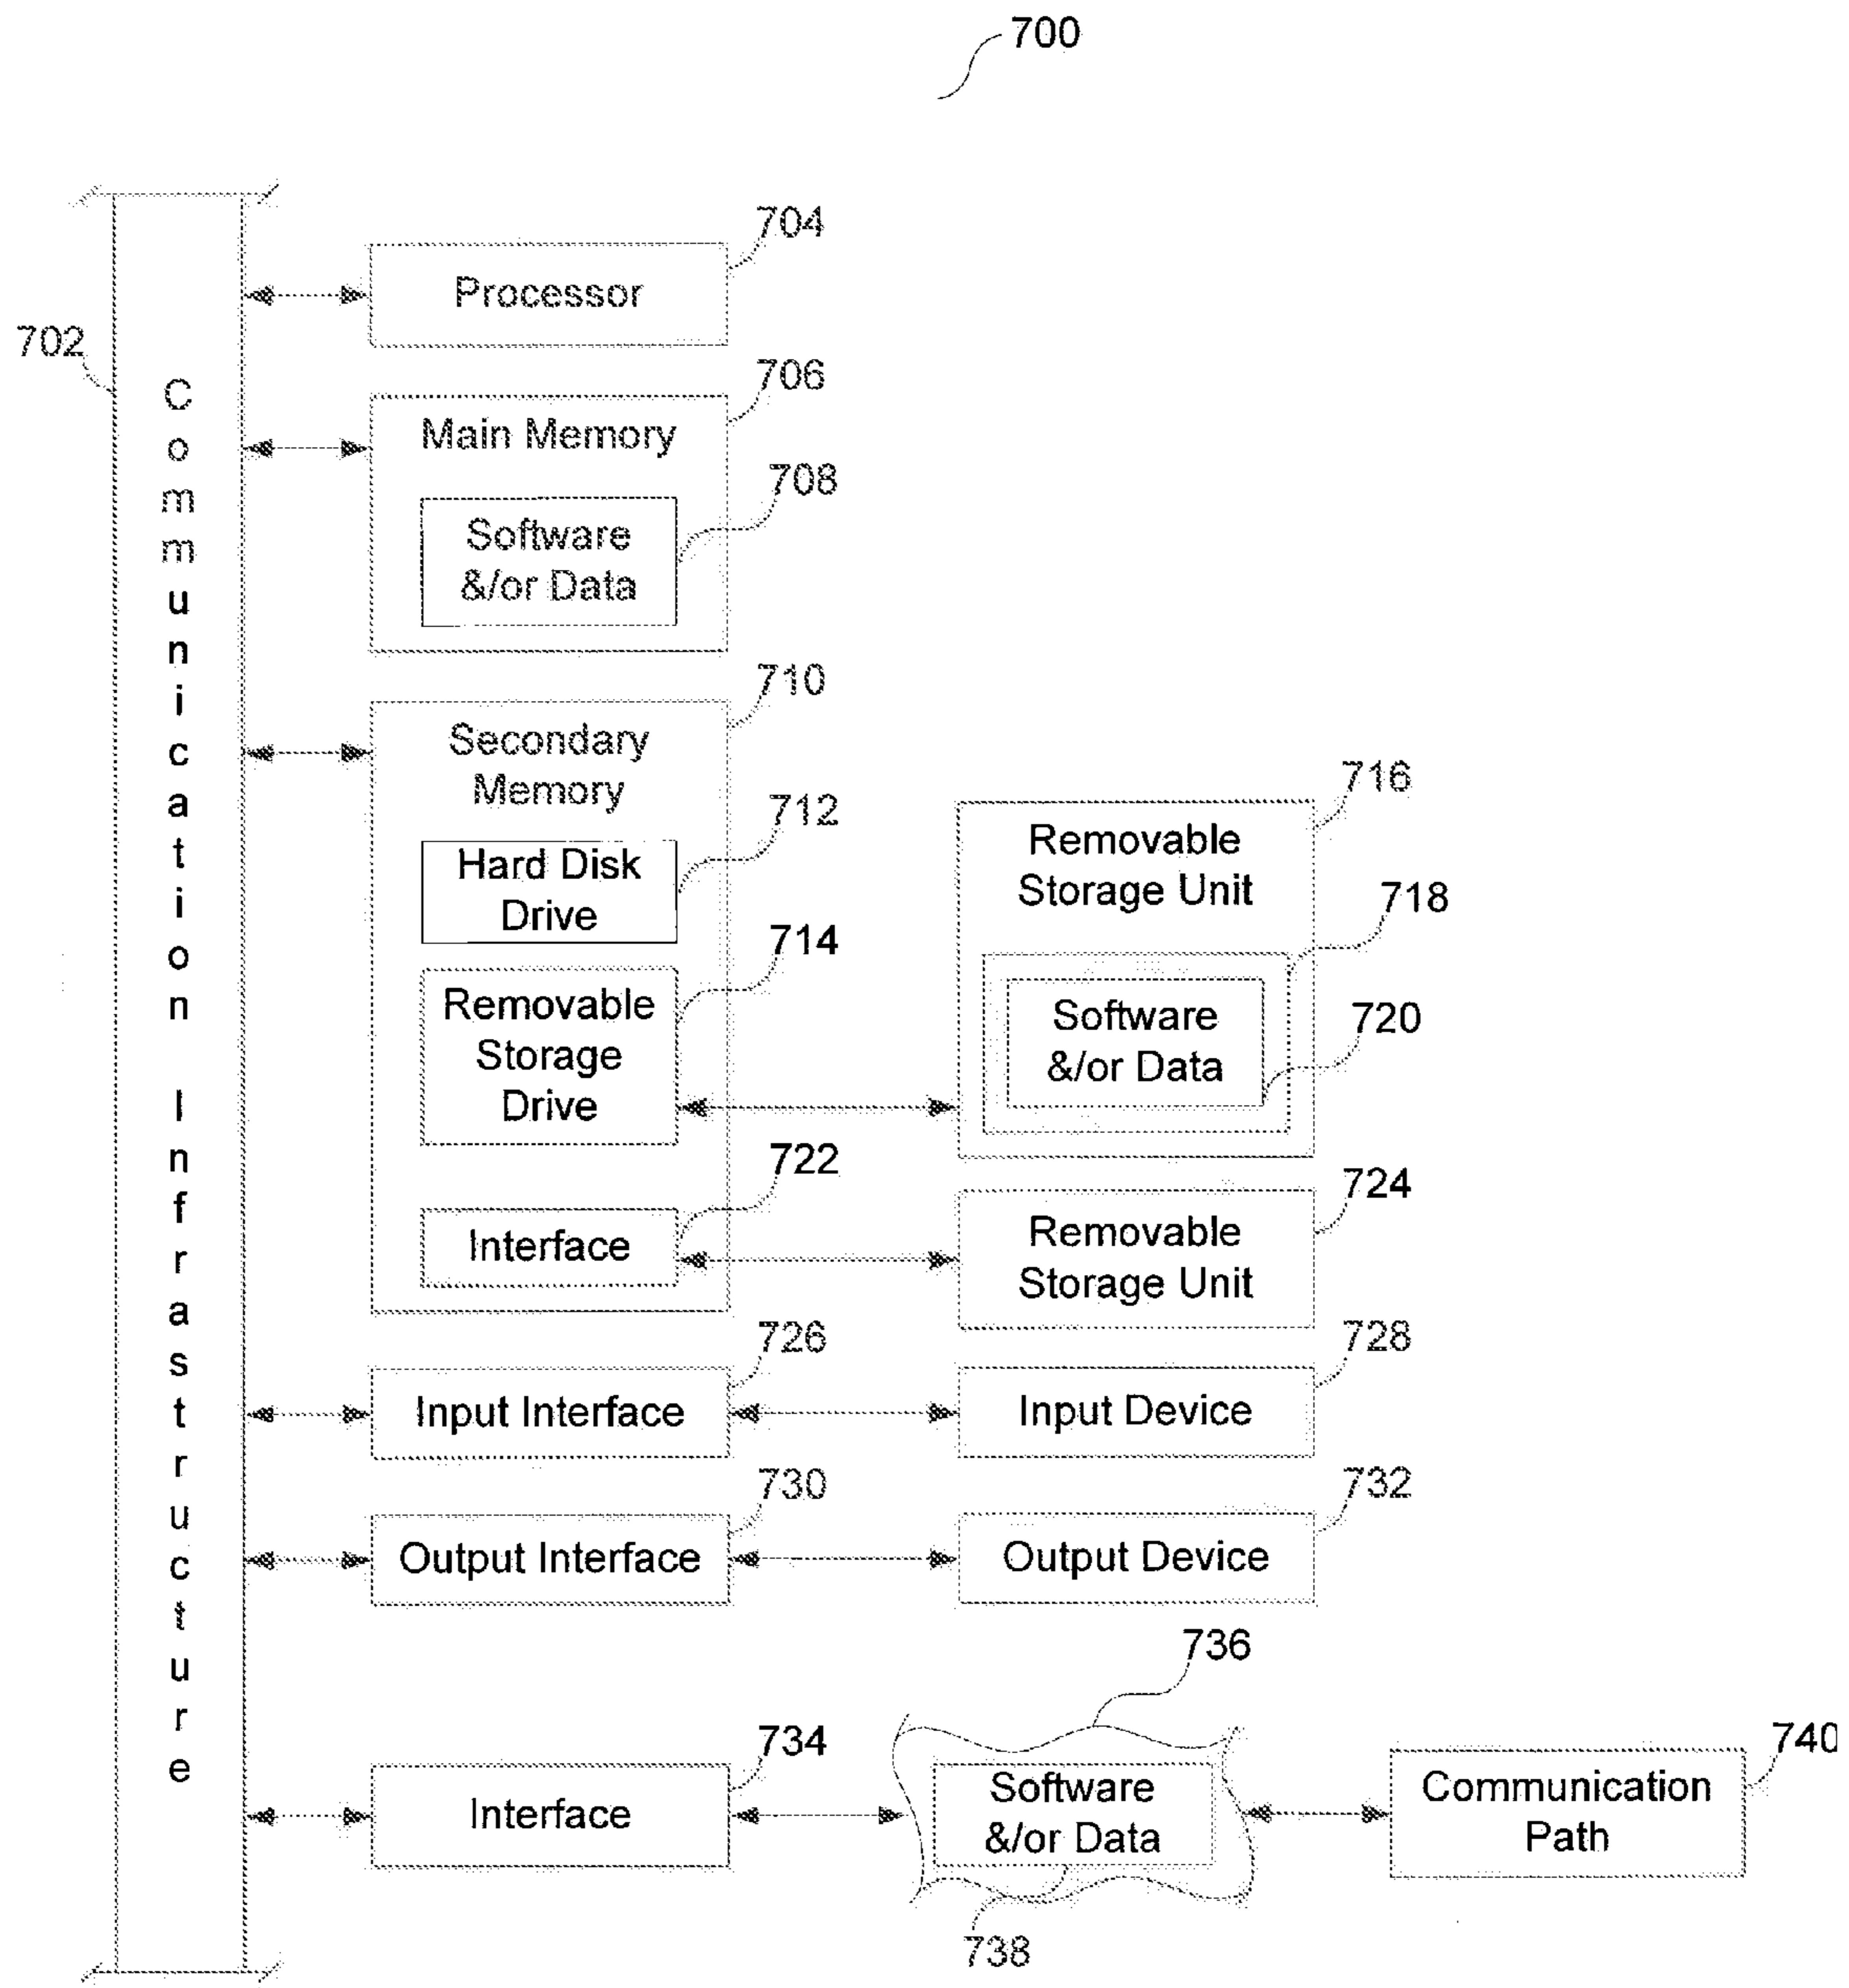 700
704
Processor
702
Communication Infrastructure
706
Main Memory
708
Software
&/or Data
710
Secondary
Memory
712
Hard Disk
Drive
714
Removable
Storage
Drive
716
Removable
Storage Unit
718
Software
&/or Data
720
722
Interface
724
Removable
Storage Unit
726
Input Interface
728
Input Device
730
Output Interface
732
Output Device
734
Interface
736
Software
&/or Data
738
740
Communication
Path